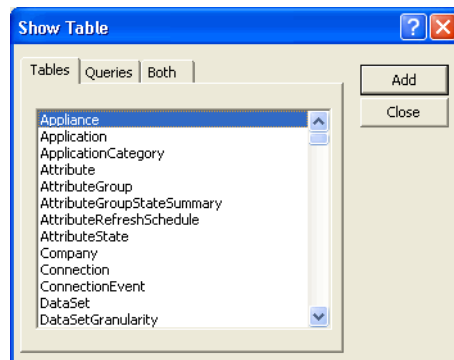 Show Table
Tables Queries Both
Add
Close
Appliance
Application
ApplicationCategory
Attribute
AttributeGroup
AttributeGroupStateSummary
AttributeRefreshSchedule
AttributeState
Company
Connection
ConnectionEvent
DataSet
DataSetGranularity